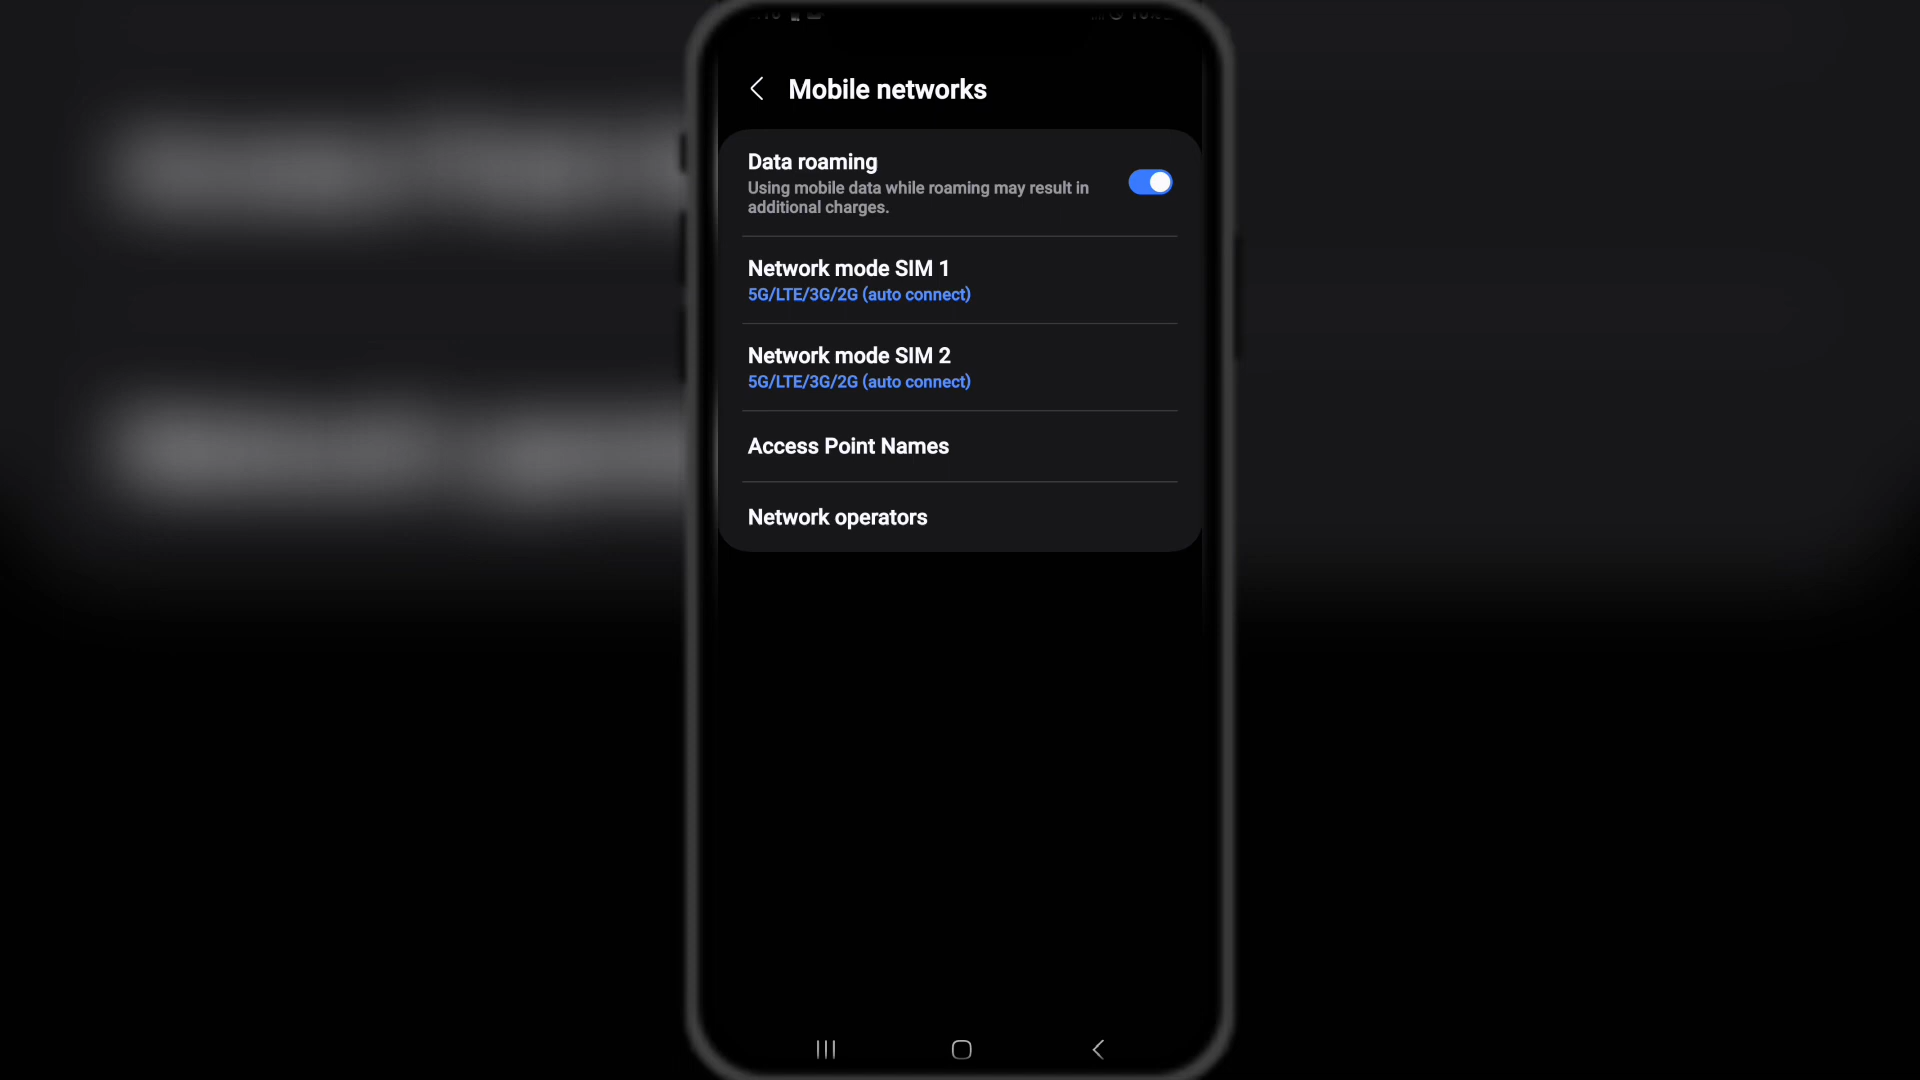 Mobile networks
Data roaming
Using mobile data while roaming may result in
additional charges.
Network mode SIM 1
5G/LTE/3G/2G (auto connect)
Network mode SIM 2
5G/LTE/3G/2G (auto connect)
Access Point Names
Network operators